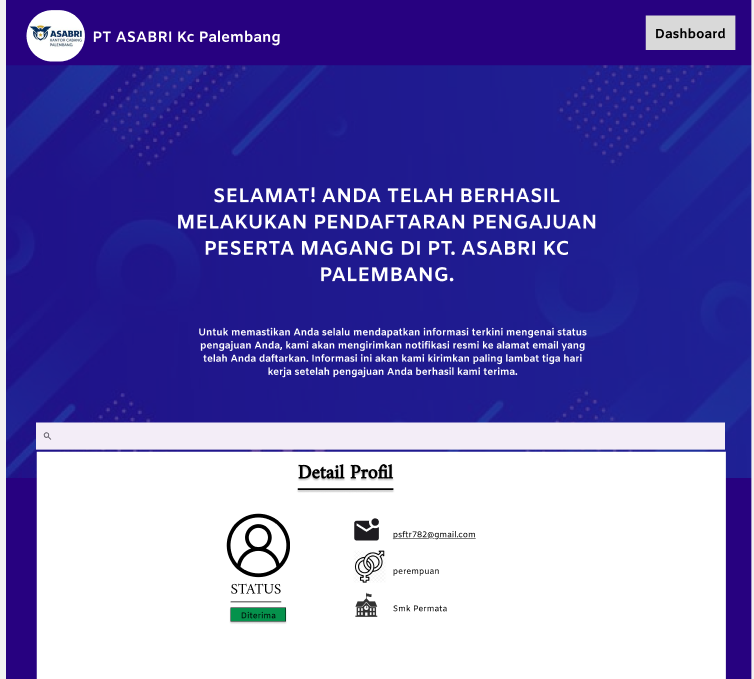 ASABRI
KANTOR CABANG
PALEMBANG
PT ASABRI Kc Palembang
Dashboard
SELAMAT! ANDA TELAH BERHASIL
MELAKUKAN PENDAFTARAN PENGAJUAN
PESERTA MAGANG DI PT. ASABRI KC
PALEMBANG.
Untuk memastikan Anda selalu mendapatkan informasi terkini mengenai status
pengajuan Anda, kami akan mengirimkan notifikasi resmi ke alamat email yang
telah Anda daftarkan. Informasi ini akan kami kirimkan paling lambat tiga hari
kerja setelah pengajuan Anda berhasil kami terima.
Detail Profil
psftr782@gmail.com
perempuan
STATUS
Diterima
Smk Permata